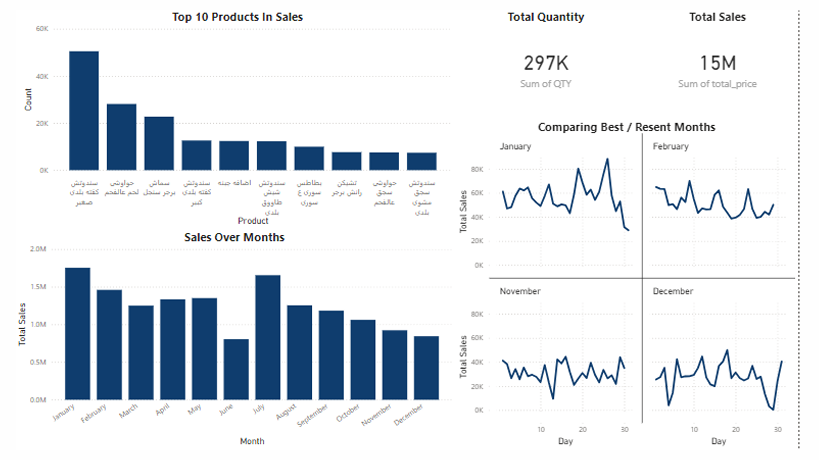 Top 10 Products In Sales
60K
40K
20K
0K
Count
سندوتش كفته بلدي صغير
حواوشي لحم عالفحم
سماش برجر سنجل
سندوتش كفته بلدي كبير
اضافه جبنه
سندوتش شيش طاووق بلدي
بطاطس سوري ع سوري
تشيكن رانش برجر
حواوشي سجق عالفحم
سندوتش سجق مشوي بلدي
Product
Sales Over Months
2.0M
1.5M
1.0M
0.5M
0.0M
Total Sales
January
February
March
April
May
June
July
August
September
October
November
December
Month
Total Quantity
297K
Sum of QTY
Total Sales
15M
Sum of total_price
Comparing Best / Resent Months
January
February
80K
60K
40K
20K
0K
Total Sales
November
December
80K
60K
40K
20K
0K
Total Sales
10
20
30
10
20
30
Day
Day